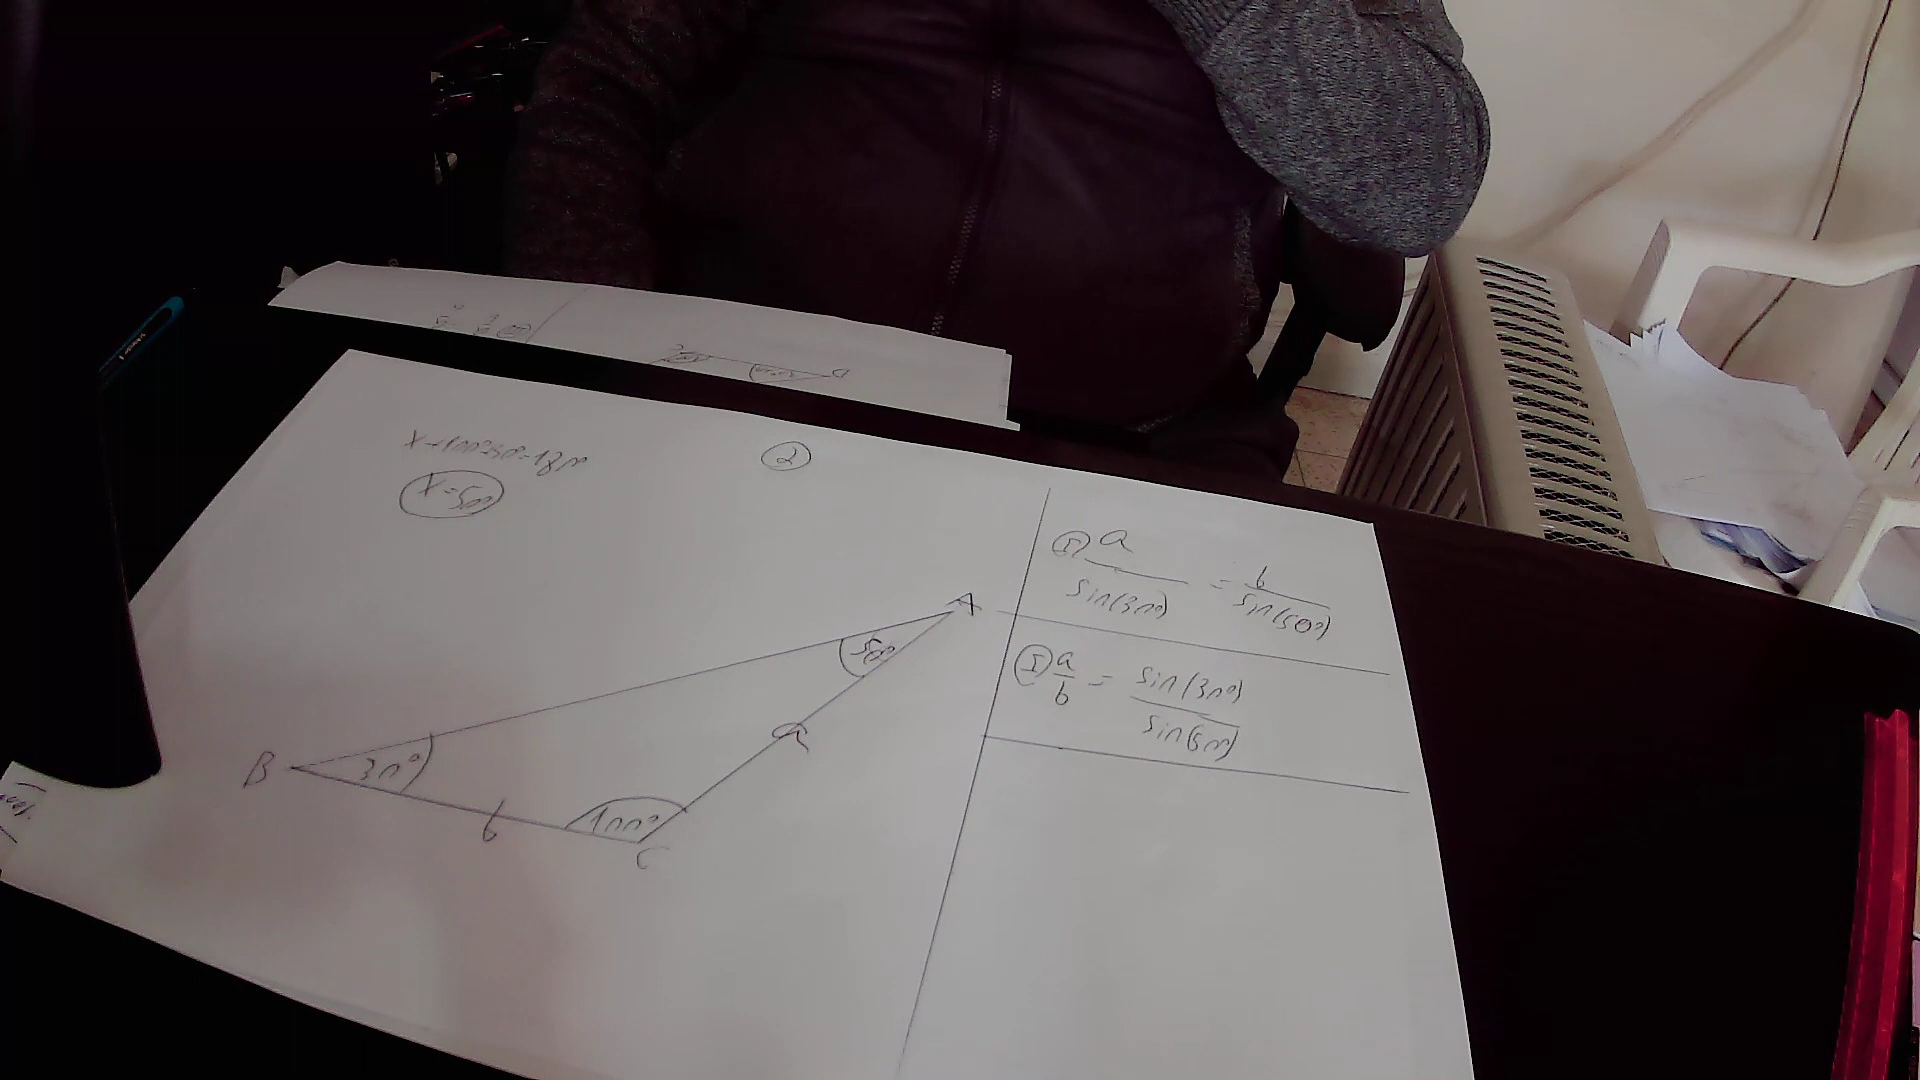 ②
X+100+30=180
X=50°
A
50°
a
B
30°
b
100°
C
① a/sin(30°) = b/sin(50°)
② a/b = sin(30°)/sin(50°)